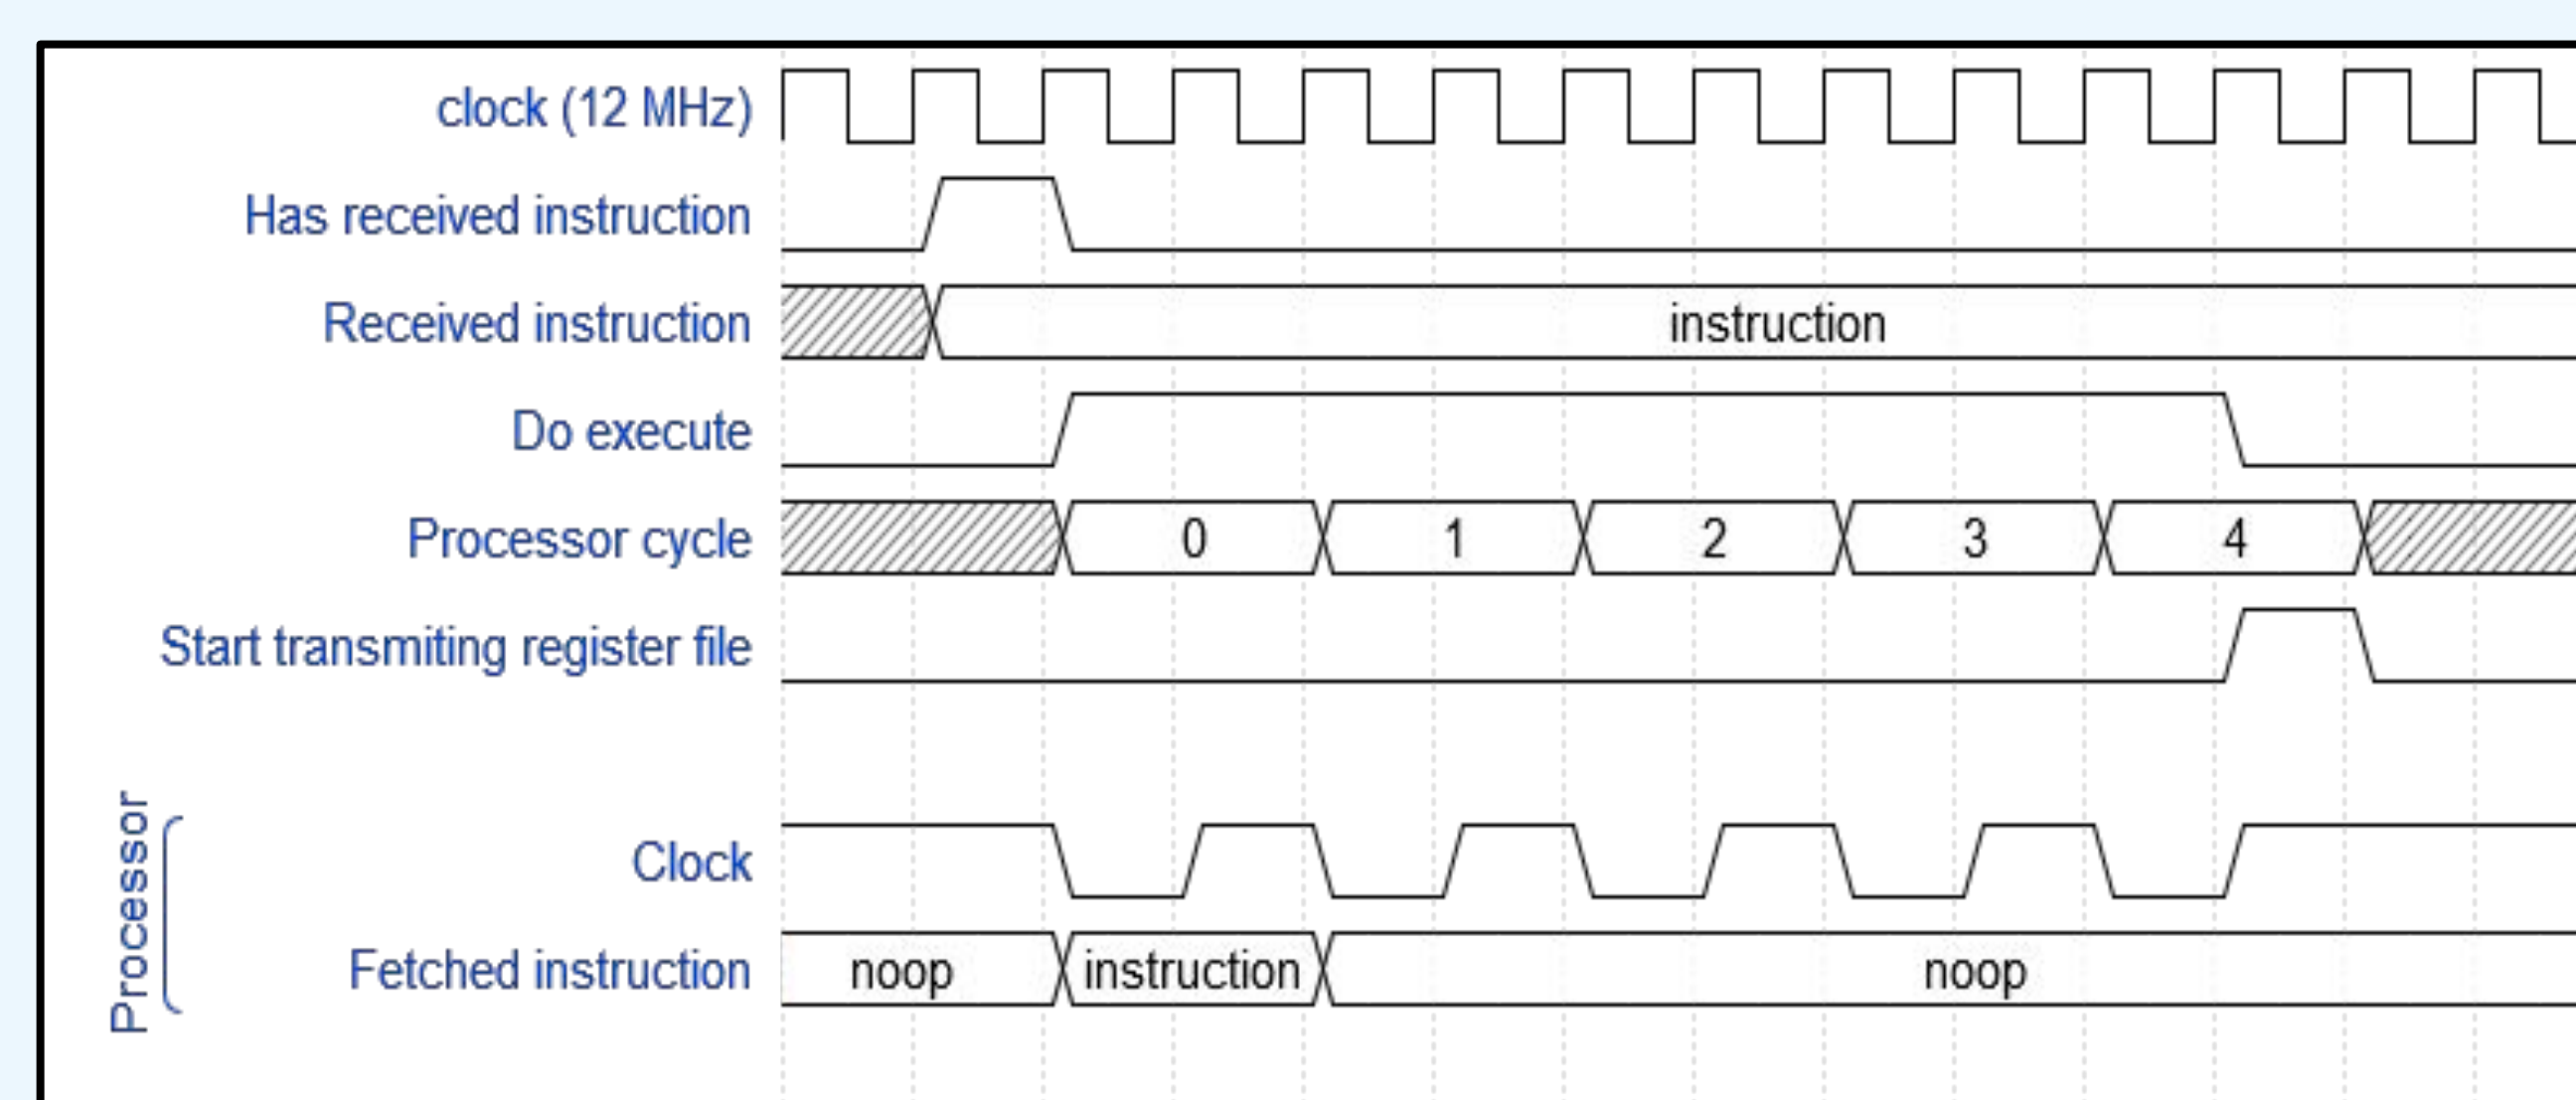 clock (12 MHz)
Has received instruction
Received instruction
instruction
Do execute
Processor cycle
0 1 2 3 4
Start transmiting register file
Processor
Clock
Fetched instruction
noop instruction noop